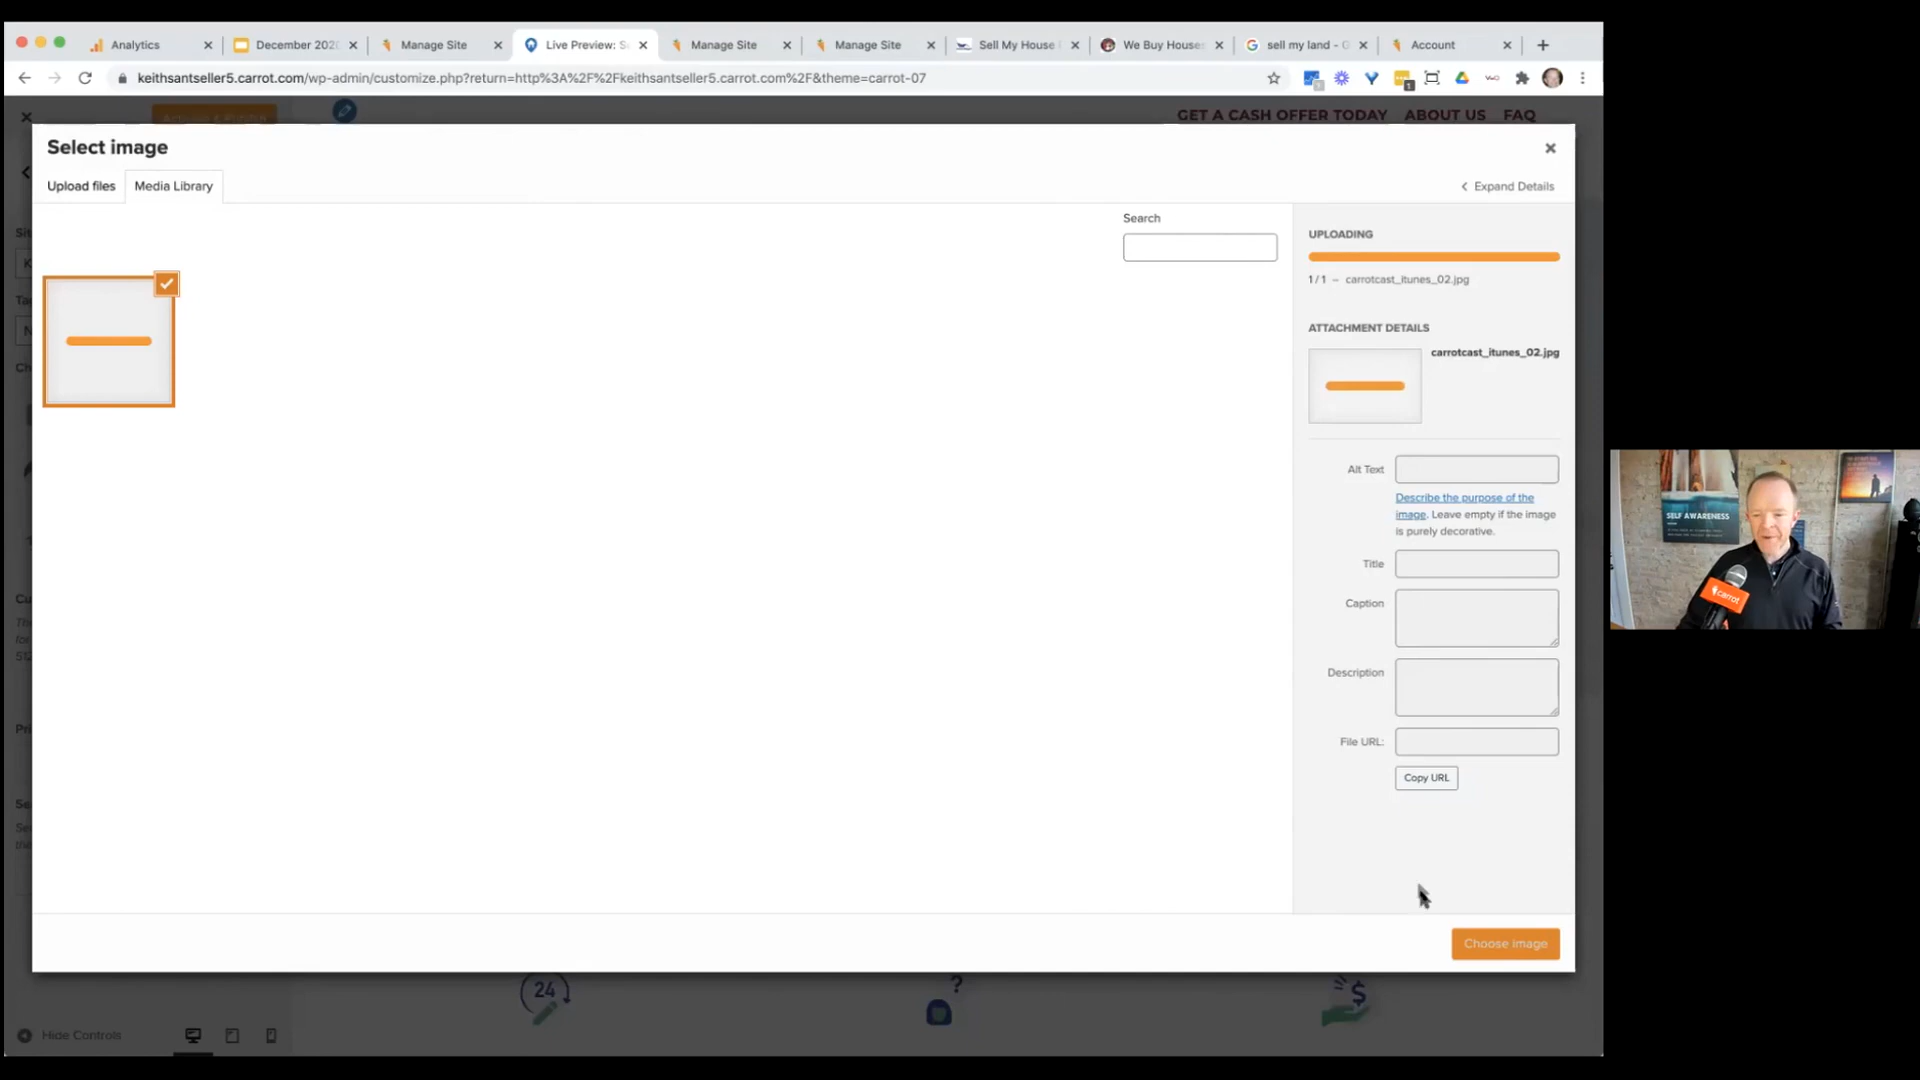 Analytics
December 202
Manage Site
Live Preview: S
Manage Site
Manage Site
Sell My House
We Buy Houses
sell my land - G
Account
keithsantseller5.carrot.com/wp-admin/customize.php?return=http%3A%2F%2Fkeithsantseller5.carrot.com%2F&theme=carrot-07
GET A CASH OFFER TODAY ABOUT US FAQ
Select image
Upload files
Media Library
Expand Details
Search
UPLOADING
1 / 1 – carrotcast_itunes_02.jpg
ATTACHMENT DETAILS
carrotcast_itunes_02.jpg
Alt Text
Describe the purpose of the
image. Leave empty if the image
is purely decorative.
Title
Caption
Description
File URL:
Copy URL
Choose image
24
?
$
Hide Controls
SELF AWARENESS
carrot